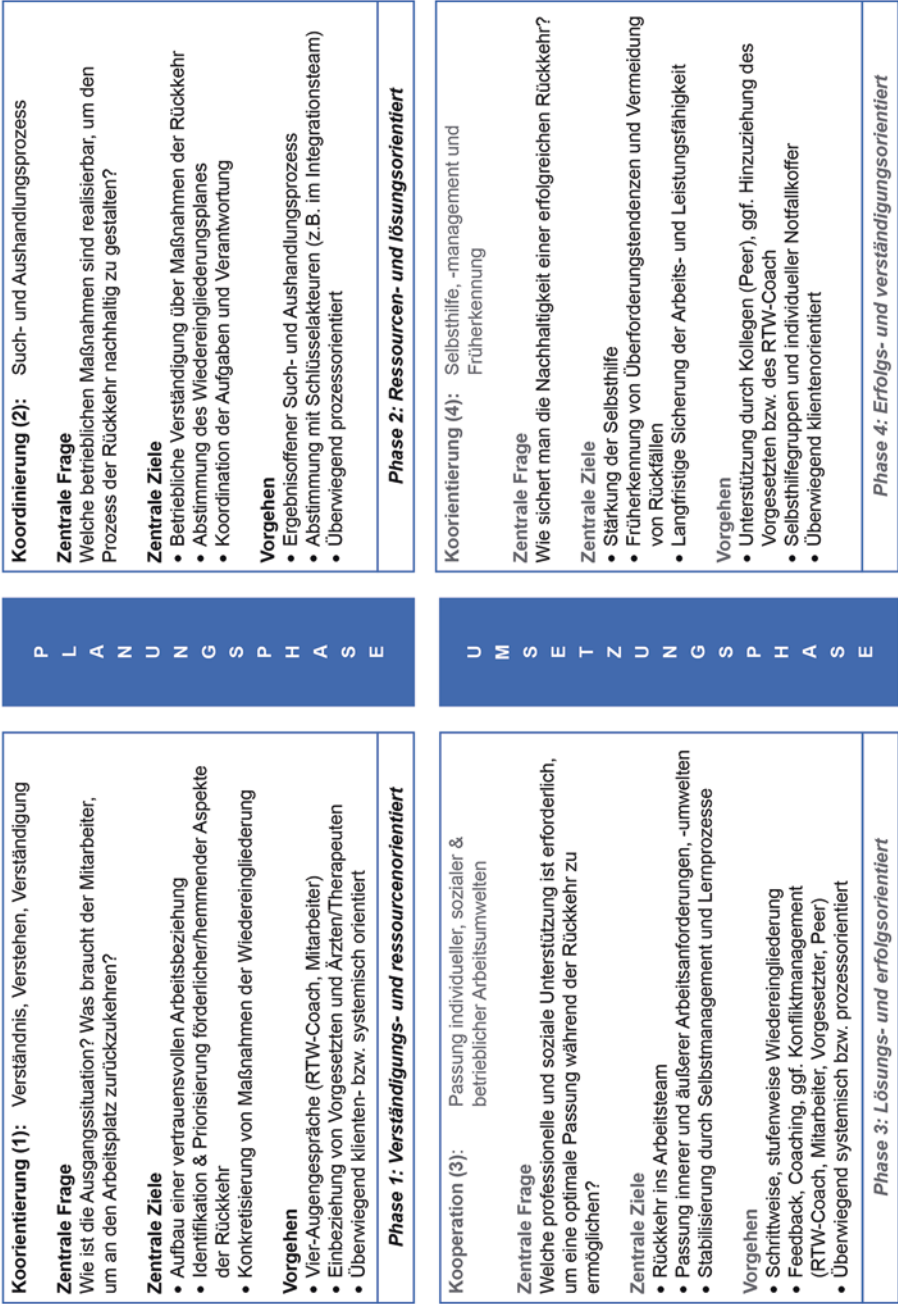 Koorientierung (1): Verständnis, Verstehen, Verständigung
Zentrale Frage
Wie ist die Ausgangssituation? Was braucht der Mitarbeiter,
um an den Arbeitsplatz zurückzukehren?
Zentrale Ziele
• Aufbau einer vertrauensvollen Arbeitsbeziehung
• Identifikation & Priorisierung förderlicher/hemmender Aspekte
der Rückkehr
• Konkretisierung von Maßnahmen der Wiedereingliederung
Vorgehen
• Vier-Augengespräche (RTW-Coach, Mitarbeiter)
• Einbeziehung von Vorgesetzten und Ärzten/Therapeuten
• Überwiegend klienten- bzw. systemisch orientiert
Phase 1: Verständigungs- und ressourcenorientiert
PLANUNGSPHASE
Koordinierung (2): Such- und Aushandlungsprozess
Zentrale Frage
Welche betrieblichen Maßnahmen sind realisierbar, um den
Prozess der Rückkehr nachhaltig zu gestalten?
Zentrale Ziele
• Betriebliche Verständigung über Maßnahmen der Rückkehr
• Abstimmung des Wiedereingliederungsplanes
• Koordination der Aufgaben und Verantwortung
Vorgehen
• Ergebnisoffener Such- und Aushandlungsprozess
• Abstimmung mit Schlüsselakteuren (z.B. im Integrationsteam)
• Überwiegend prozessorientiert
Phase 2: Ressourcen- und lösungsorientiert
Kooperation (3): Passung individueller, sozialer &
betrieblicher Arbeitsumwelten
Zentrale Frage
Welche professionelle und soziale Unterstützung ist erforderlich,
um eine optimale Passung während der Rückkehr zu
ermöglichen?
Zentrale Ziele
• Rückkehr ins Arbeitsteam
• Passung innerer und äußerer Arbeitsanforderungen, -umwelten
• Stabilisierung durch Selbstmanagement und Lernprozesse
Vorgehen
• Schrittweise, stufenweise Wiedereingliederung
• Feedback, Coaching, ggf. Konfliktmanagement
(RTW-Coach, Mitarbeiter, Vorgesetzter, Peer)
• Überwiegend systemisch bzw. prozessorientiert
Phase 3: Lösungs- und erfolgsorientiert
UMSETZUNGSPHASE
Koorientierung (4): Selbsthilfe, -management und
Früherkennung
Zentrale Frage
Wie sichert man die Nachhaltigkeit einer erfolgreichen Rückkehr?
Zentrale Ziele
• Stärkung der Selbsthilfe
• Früherkennung von Überforderungstendenzen und Vermeidung
von Rückfällen
• Langfristige Sicherung der Arbeits- und Leistungsfähigkeit
Vorgehen
• Unterstützung durch Kollegen (Peer), ggf. Hinzuziehung des
Vorgesetzten bzw. des RTW-Coach
• Selbsthilfegruppen und individueller Notfallkoffer
• Überwiegend klientenorientiert
Phase 4: Erfolgs- und verständigungsorientiert